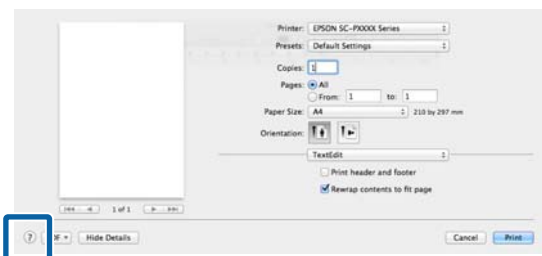 Printer: EPSON SC-PXXXX Series
Presets: Default Settings
Copies: 1
Pages: All
From: 1 to: 1
Paper Size: A4 210 by 297 mm
Orientation:
TextEdit
Print header and footer
Rewrap contents to fit page
1 of 1
? DF Hide Details Cancel Print